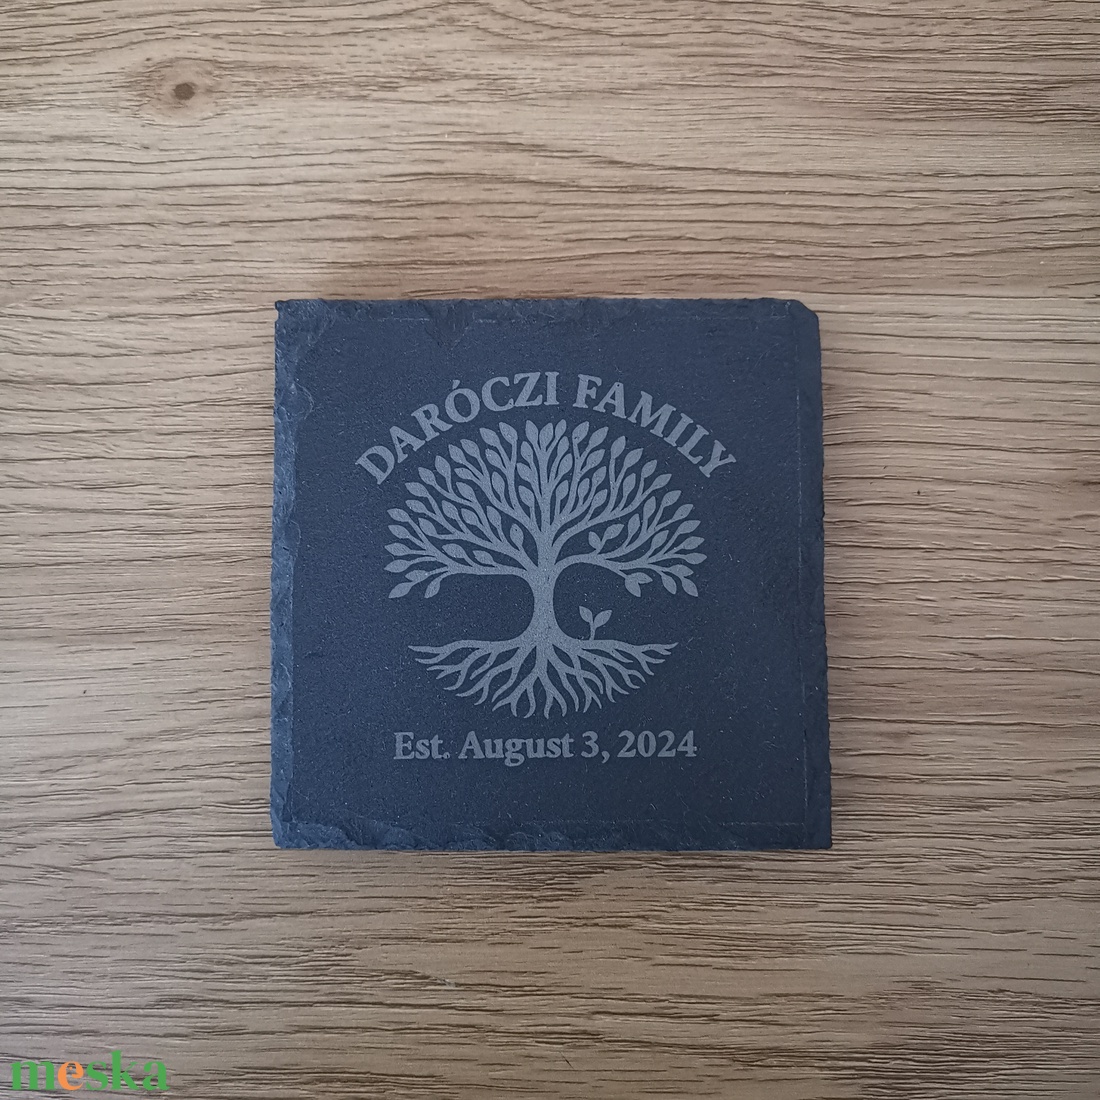 DARÓCZI FAMILY
Est. August 3, 2024
meska